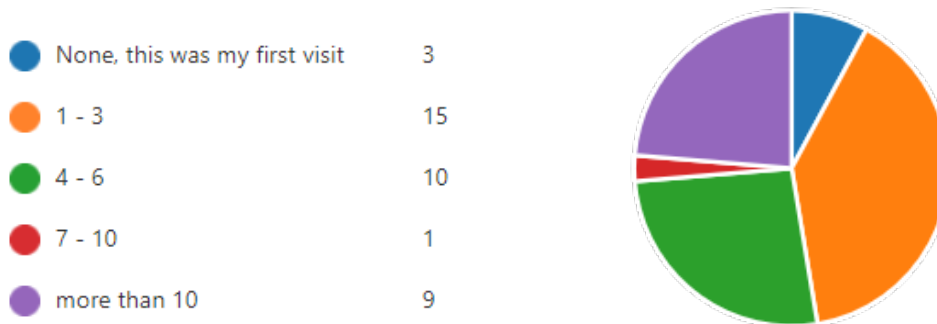 None, this was my first visit 3
1 - 3 15
4 - 6 10
7 - 10 1
more than 10 9